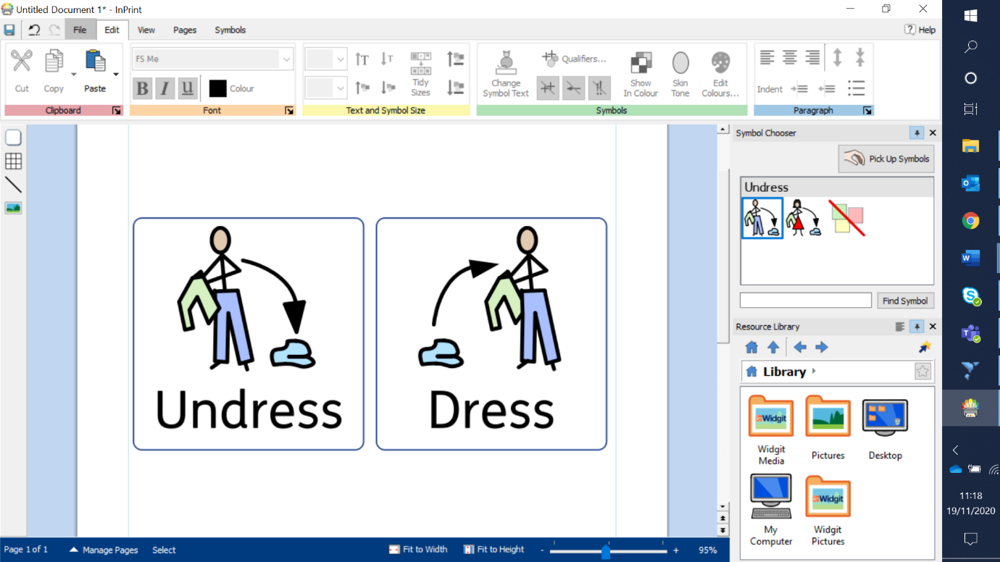 Untitled Document 1* - InPrint
File Edit View Pages Symbols Help
FS Me
Cut Copy Paste
B I U Colour
T T Tidy Sizes
Change Symbol Text
Qualifiers...
Show In Colour
Skin Tone
Edit Colours...
Indent
Clipboard Font Text and Symbol Size Symbols Paragraph
Symbol Chooser
Pick Up Symbols
Undress
Find Symbol
Undress Dress
Resource Library
Library
Widgit
Widgit Media
Pictures
Desktop
My Computer
Widgit
Widgit Pictures
Page 1 of 1 Manage Pages Select Fit to Width Fit to Height - + 95%
11:18
19/11/2020